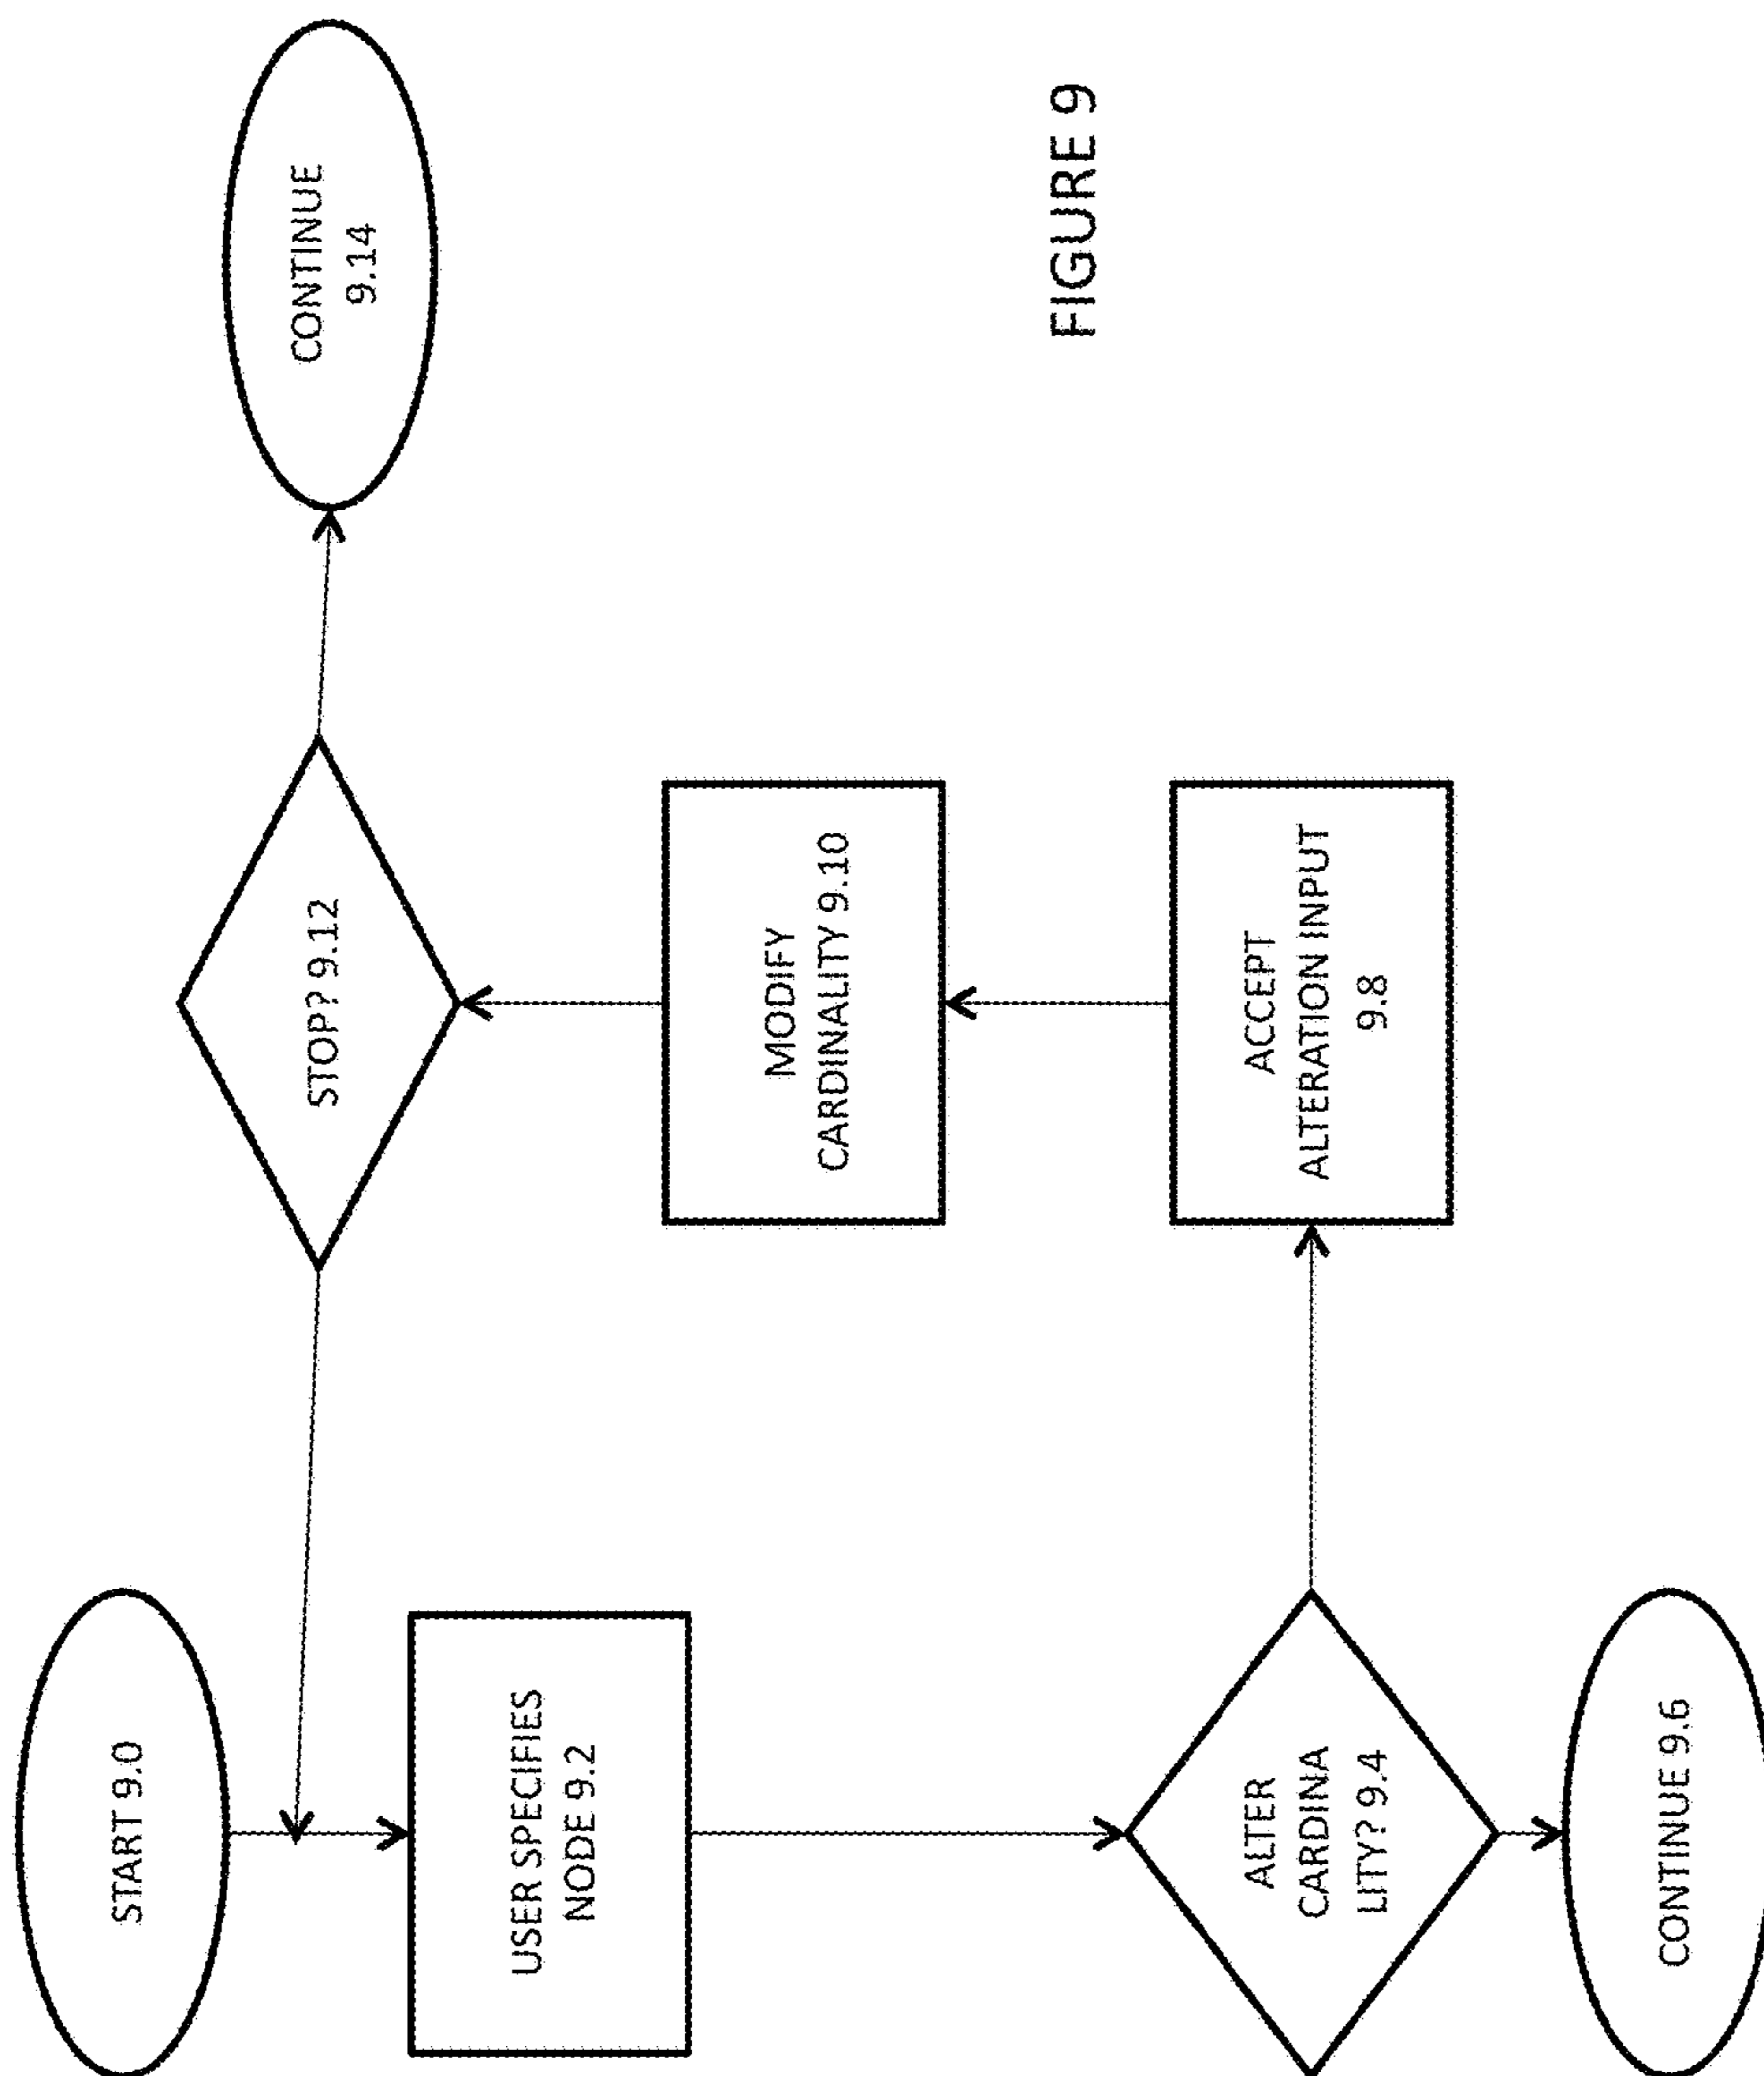 START 9.0
USER SPECIFIES
NODE 9.2
ALTER
CARDINA
LITY? 9.4
CONTINUE 9.6
ACCEPT
ALTERATION INPUT
9.8
MODIFY
CARDINALITY 9.10
STOP? 9.12
CONTINUE
9.14
FIGURE 9